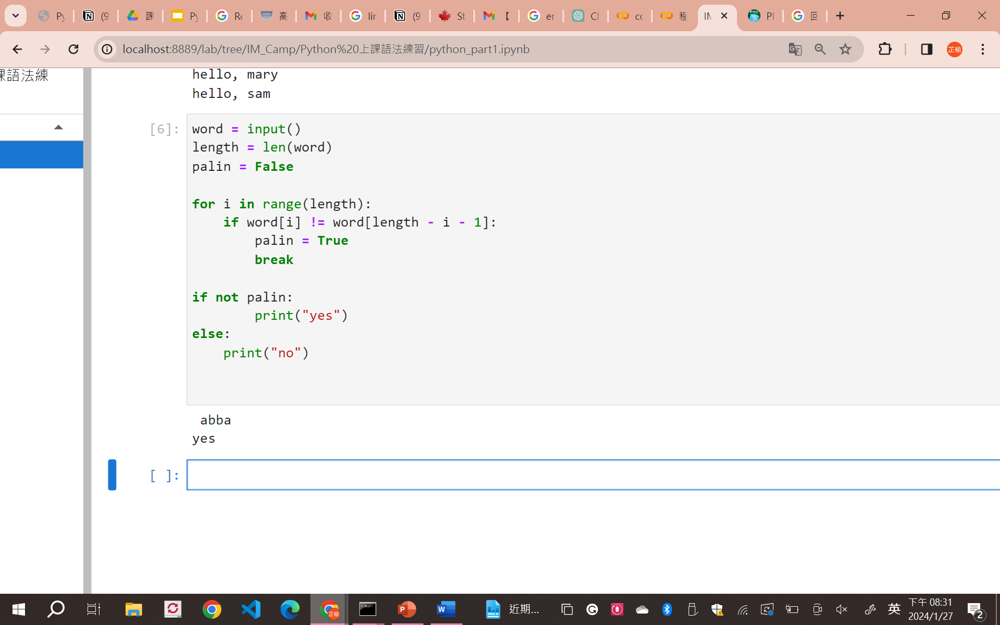 Py
(9
課
Py
Re
高
收
lir
(9
St
【
er
Cl
cc
程
IM
Pl
回
localhost:8889/lab/tree/IM_Camp/Python%20上課語法練習/python_part1.ipynb
芷榆
課語法練
hello, mary
hello, sam
[6]:
word = input()
length = len(word)
palin = False
for i in range(length):
    if word[i] != word[length - i - 1]:
        palin = True
        break
if not palin:
        print("yes")
else:
    print("no")
 abba
yes
[ ]:
近期...
英
下午 08:31
2024/1/27
2